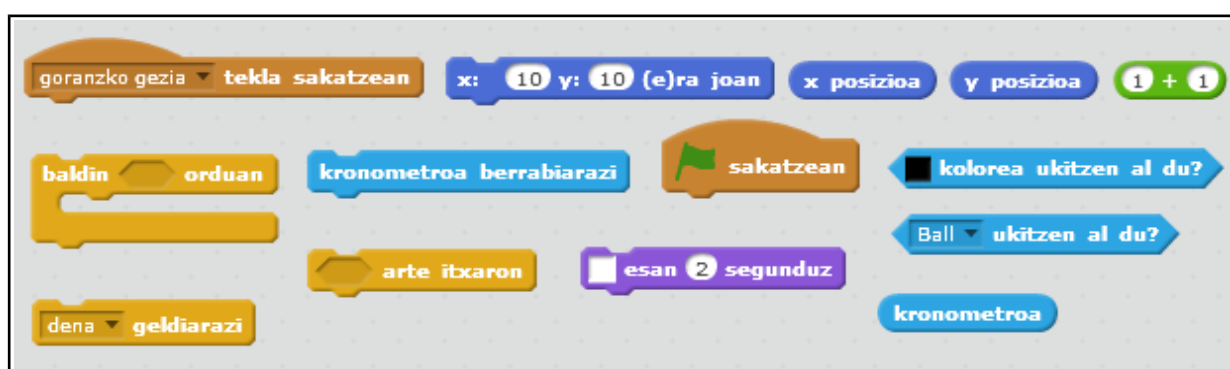 goranzko gezia tekla sakatzean
x: 10 y: 10 (e)ra joan
x posizioa
y posizioa
1 + 1
baldin orduan
kronometroa berrabiarazi
sakatzean
kolorea ukitzen al du?
Ball ukitzen al du?
arte itxaron
esan 2 segunduz
dena geldiarazi
kronometroa